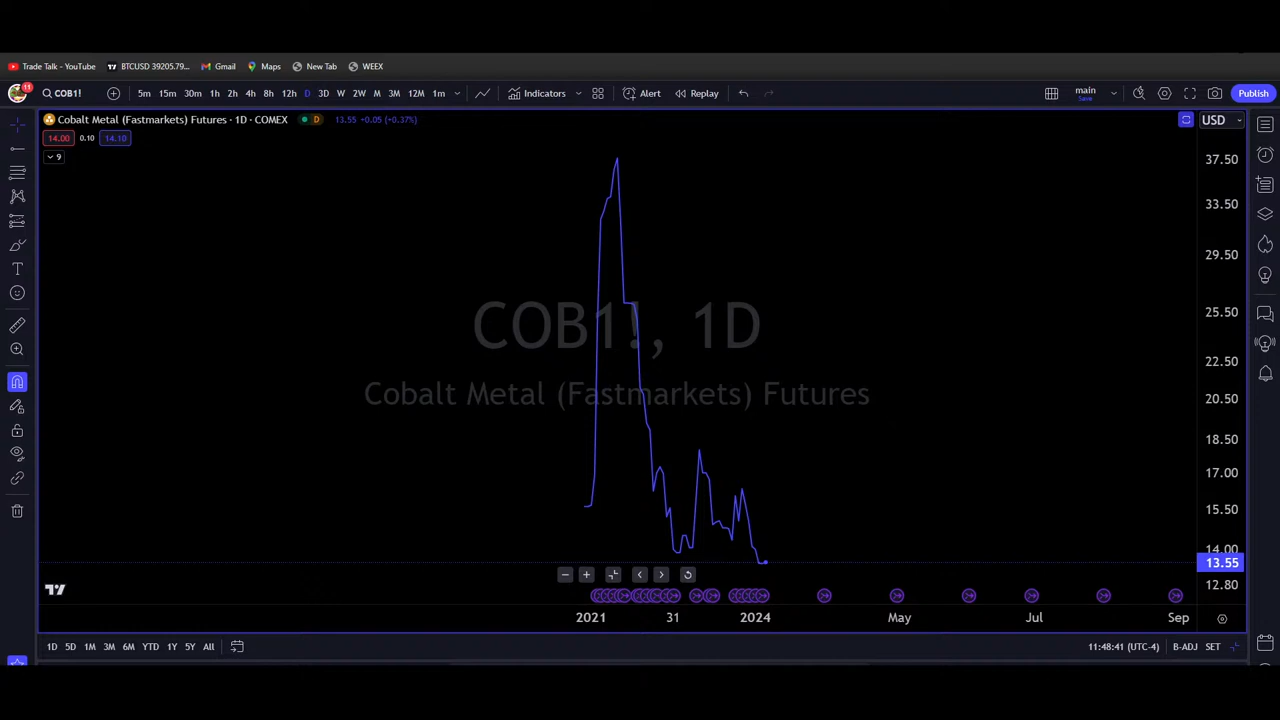 Trade Talk - YouTube BTCUSD 39205.79... Gmail Maps New Tab WEEX
11 COB1! 5m 15m 30m 1h 2h 4h 8h 12h D 3D W 2W M 3M 12M 1m Indicators Alert Replay main Save Publish
Cobalt Metal (Fastmarkets) Futures · 1D · COMEX D 13.55 -0.05 (+0.37%) USD
14.00 0.10 14.10
9
37.50
33.50
29.50
25.50
22.50
20.50
18.50
17.00
15.50
14.00
13.55
12.80
COB1!, 1D
Cobalt Metal (Fastmarkets) Futures
2021 31 2024 May Jul Sep
1D 5D 1M 3M 6M YTD 1Y 5Y All 11:48:41 (UTC-4) B-ADJ SET